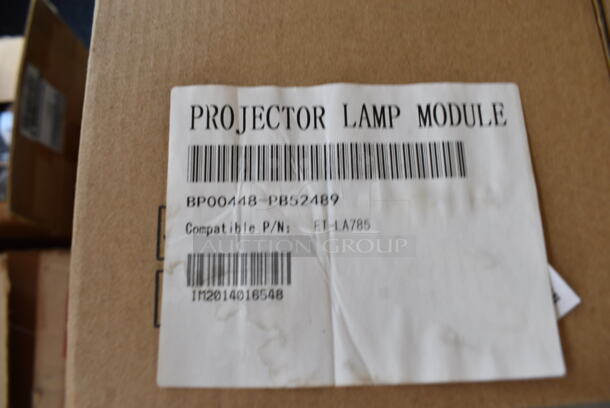 PROJECTOR LAMP MODULE
BP00448-PB52489
Compatible P/N: ET-LA785
AUCTION GROUP
IM2014016548